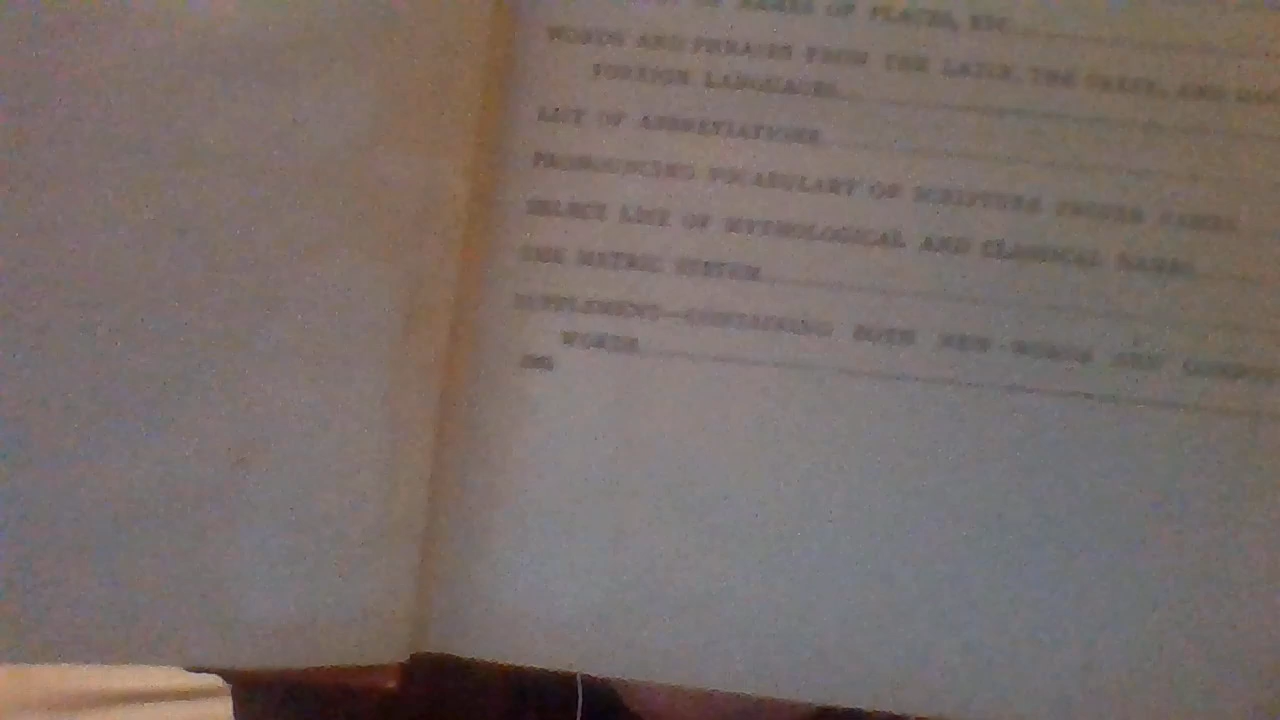 OF NAMES OF PLACES, ETC.
WORDS AND PHRASES FROM THE LATIN, THE GREEK, AND
FOREIGN LANGUAGES
LIST OF ABBREVIATIONS
PRONOUNCING VOCABULARY OF SCRIPTURE PROPER NAMES
SELECT LIST OF MYTHOLOGICAL AND CLASSICAL NAMES
THE METRIC SYSTEM
SUPPLEMENT—CONTAINING BOTH NEW WORDS AND
WORDS